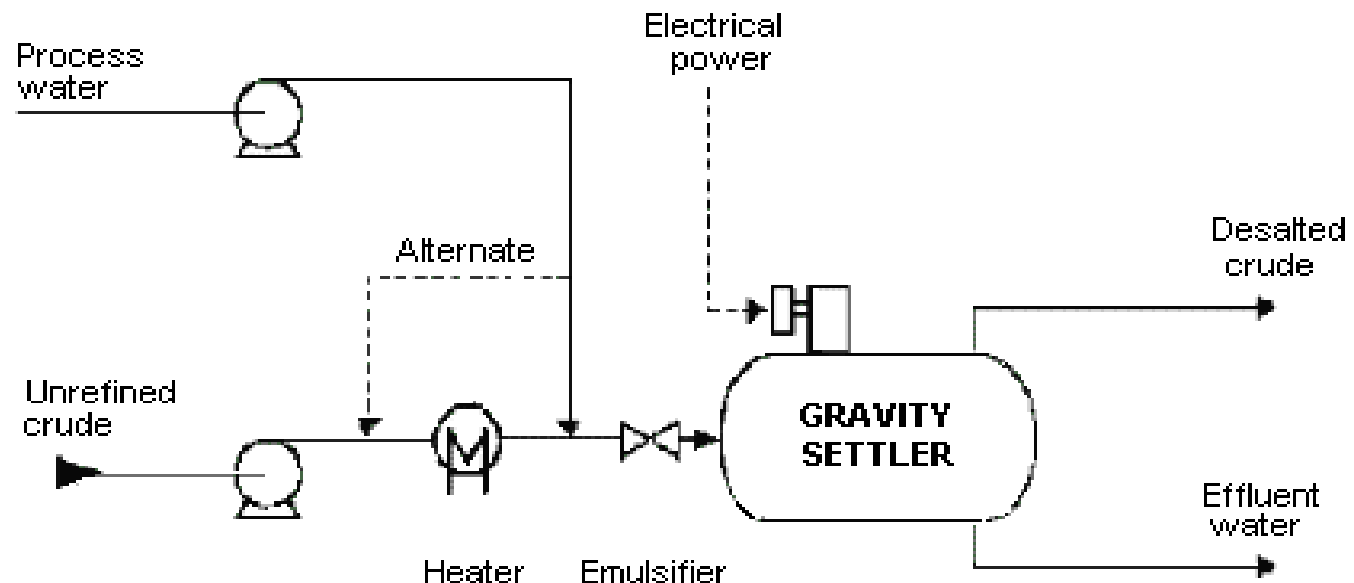 Electrical
power
Process
water
Alternate
Desalted
crude
Unrefined
crude
GRAVITY
SETTLER
Effluent
water
Heater
Emulsifier